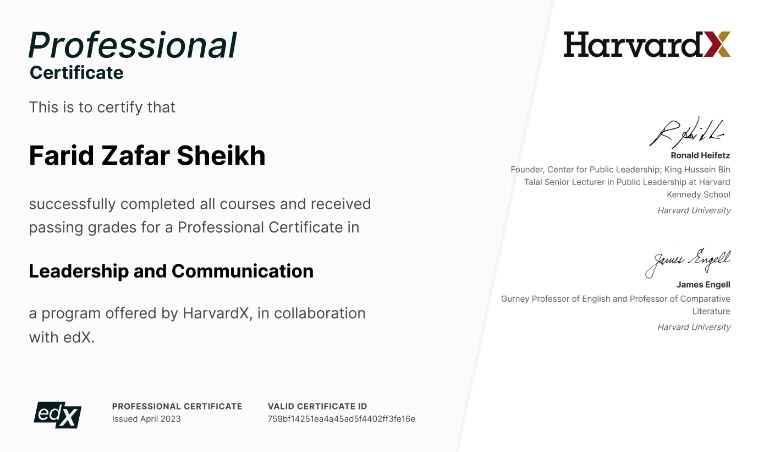 Professional
Certificate
This is to certify that
Farid Zafar Sheikh
successfully completed all courses and received
passing grades for a Professional Certificate in
Leadership and Communication
a program offered by HarvardX, in collaboration
with edX.
edX
PROFESSIONAL CERTIFICATE
Issued April 2023
VALID CERTIFICATE ID
759bf14251ea4a45ad5f4402ff3fe16e
HarvardX
Ronald Heifetz
Founder, Center for Public Leadership; King Hussein Bin
Talal Senior Lecturer in Public Leadership at Harvard
Kennedy School
Harvard University
James Engell
James Engell
Gurney Professor of English and Professor of Comparative
Literature
Harvard University